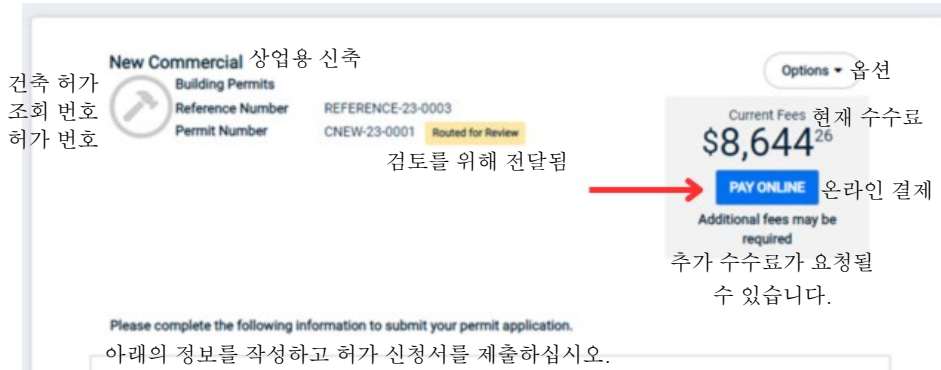 New Commercial 상업용 신축
Options 옵션
건축 허가 Building Permits
조회 번호 Reference Number REFERENCE-23-0003
허가 번호 Permit Number CNEW-23-0001 Routed for Review
검토를 위해 전달됨
Current Fees 현재 수수료
$8,644 26
PAY ONLINE 온라인 결제
Additional fees may be
required
추가 수수료가 요청될
수 있습니다.
Please complete the following information to submit your permit application.
아래의 정보를 작성하고 허가 신청서를 제출하십시오.